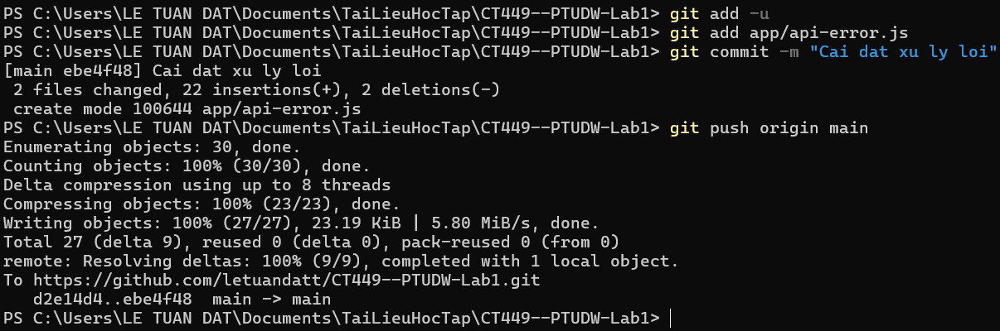 PS C:\Users\LE TUAN DAT\Documents\TaiLieuHocTap\CT449--PTUDW-Lab1> git add -u
PS C:\Users\LE TUAN DAT\Documents\TaiLieuHocTap\CT449--PTUDW-Lab1> git add app/api-error.js
PS C:\Users\LE TUAN DAT\Documents\TaiLieuHocTap\CT449--PTUDW-Lab1> git commit -m "Cai dat xu ly loi"
[main ebe4f48] Cai dat xu ly loi
 2 files changed, 22 insertions(+), 2 deletions(-)
 create mode 100644 app/api-error.js
PS C:\Users\LE TUAN DAT\Documents\TaiLieuHocTap\CT449--PTUDW-Lab1> git push origin main
Enumerating objects: 30, done.
Counting objects: 100% (30/30), done.
Delta compression using up to 8 threads
Compressing objects: 100% (23/23), done.
Writing objects: 100% (27/27), 23.19 KiB | 5.80 MiB/s, done.
Total 27 (delta 9), reused 0 (delta 0), pack-reused 0 (from 0)
remote: Resolving deltas: 100% (9/9), completed with 1 local object.
To https://github.com/letuandatt/CT449--PTUDW-Lab1.git
   d2e14d4..ebe4f48  main -> main
PS C:\Users\LE TUAN DAT\Documents\TaiLieuHocTap\CT449--PTUDW-Lab1>